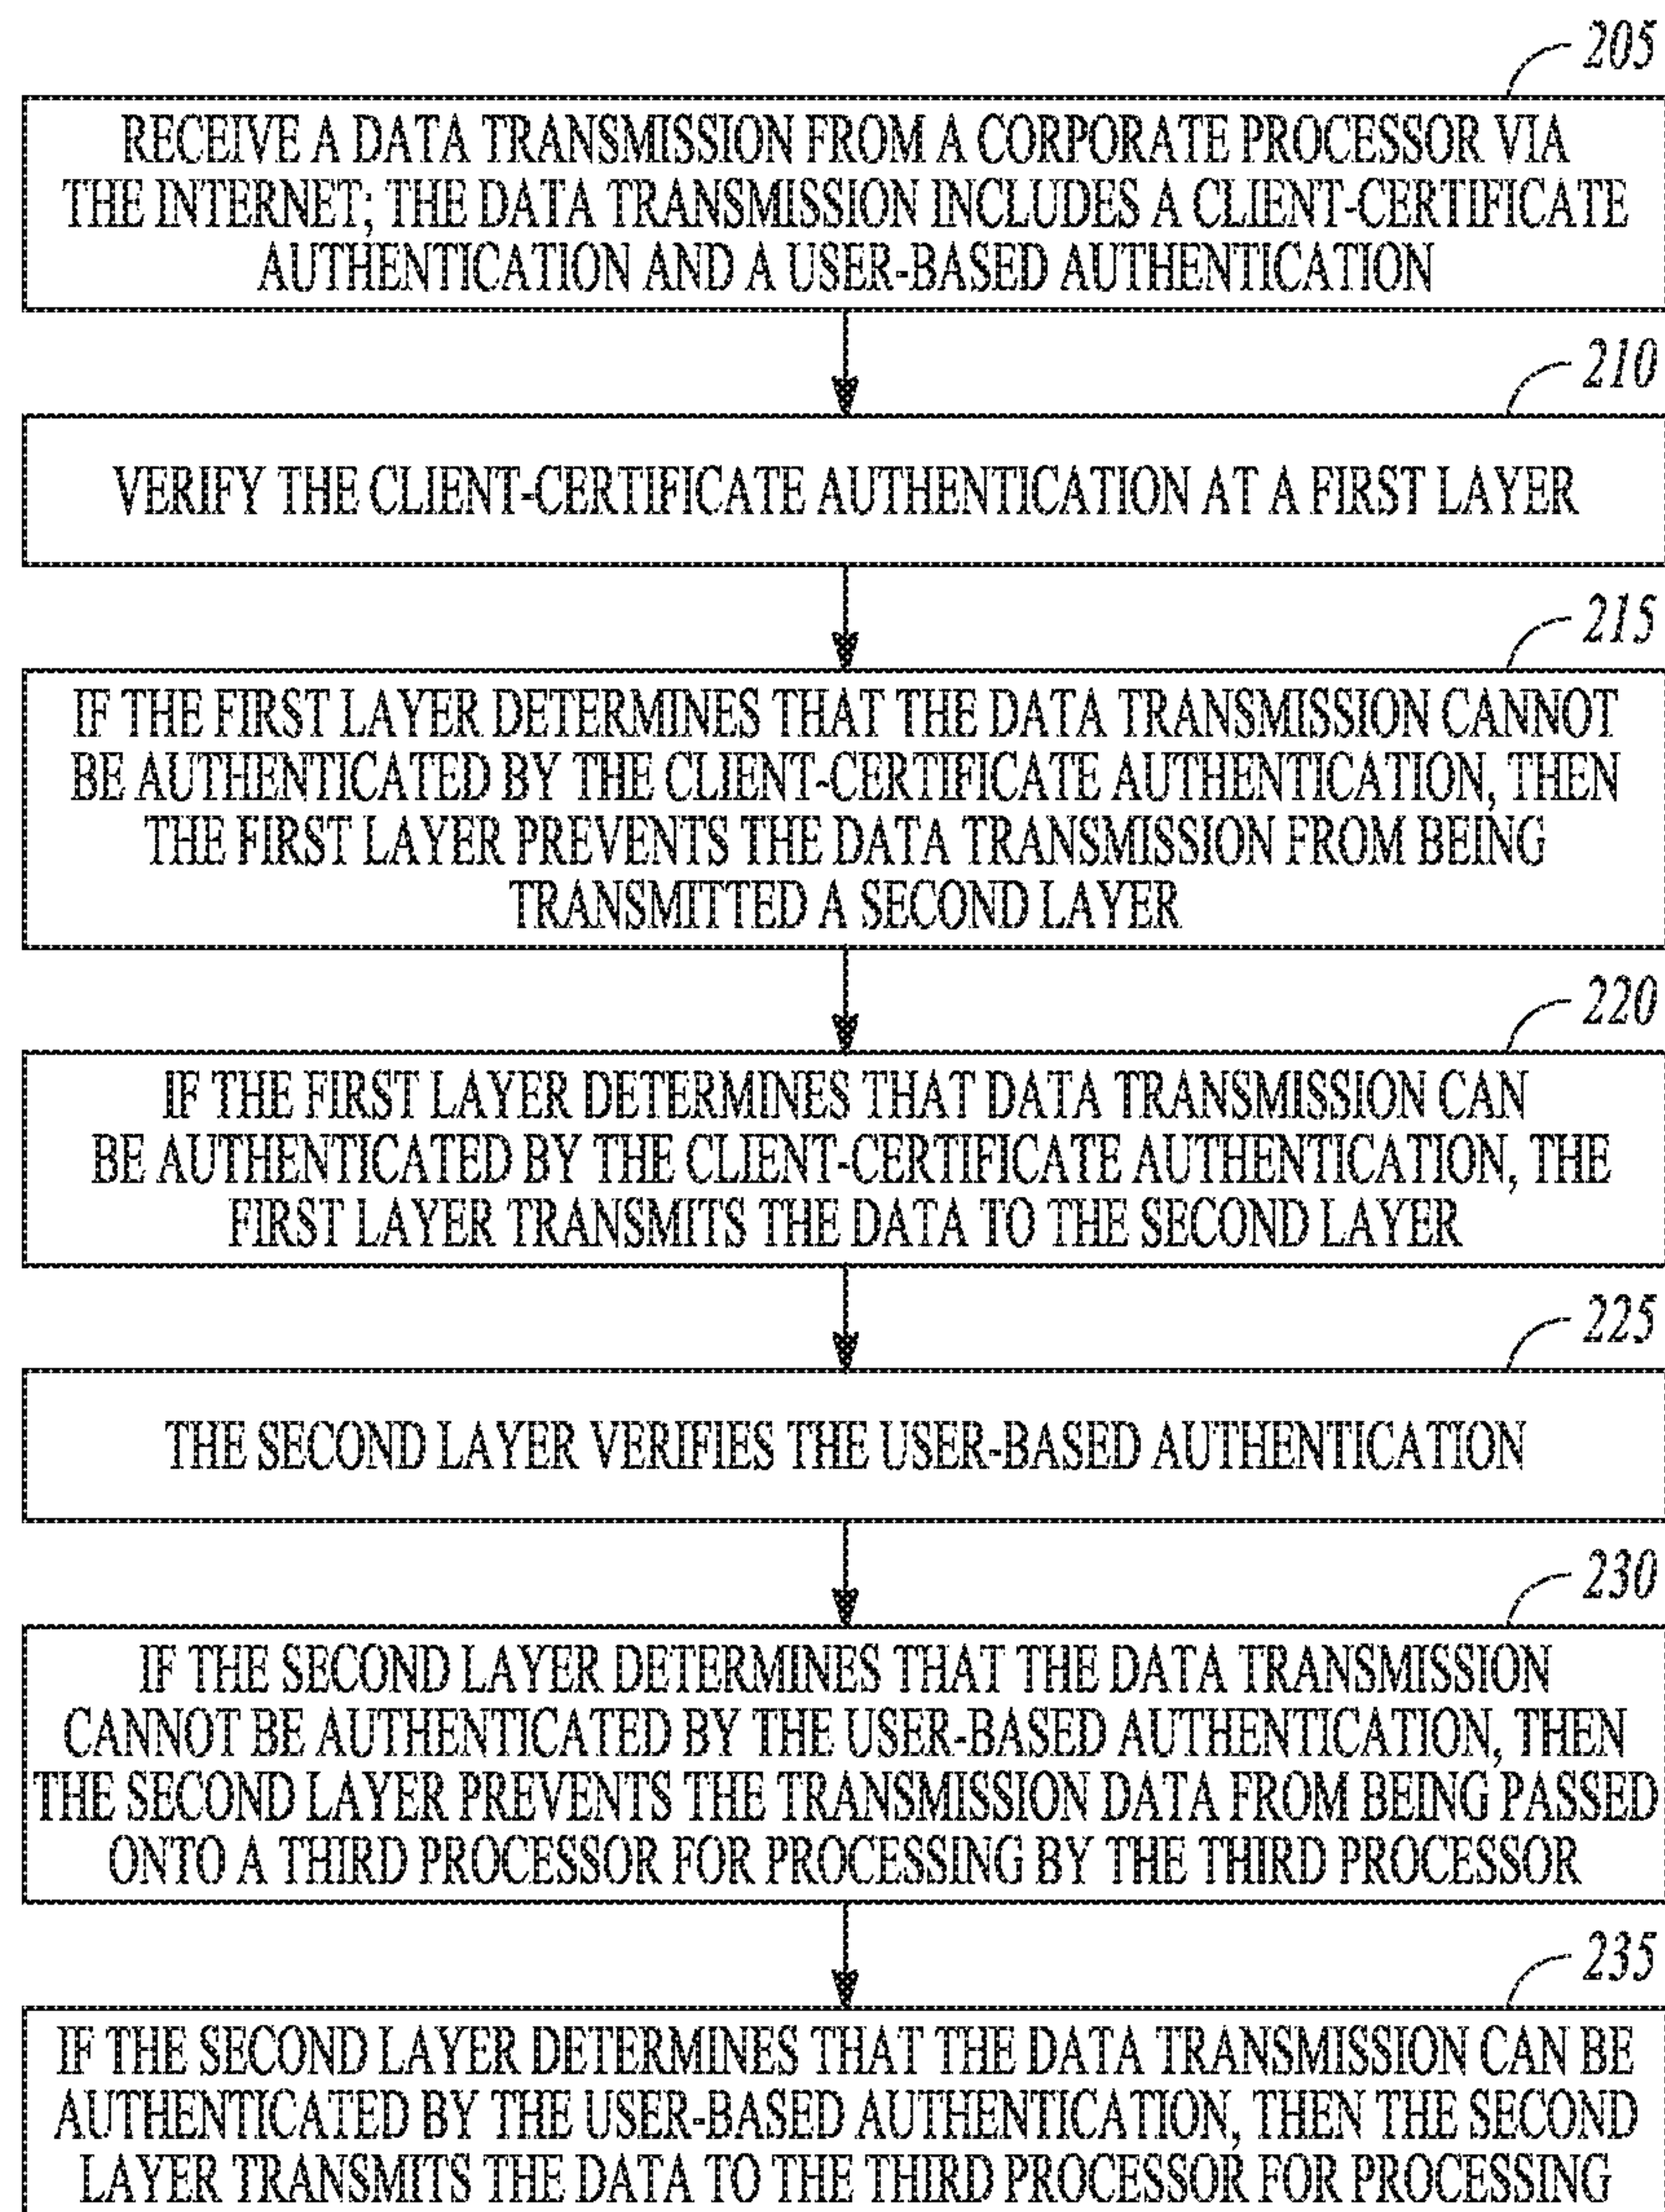 205
RECEIVE A DATA TRANSMISSION FROM A CORPORATE PROCESSOR VIA
THE INTERNET; THE DATA TRANSMISSION INCLUDES A CLIENT-CERTIFICATE
AUTHENTICATION AND A USER-BASED AUTHENTICATION
210
VERIFY THE CLIENT-CERTIFICATE AUTHENTICATION AT A FIRST LAYER
215
IF THE FIRST LAYER DETERMINES THAT THE DATA TRANSMISSION CANNOT
BE AUTHENTICATED BY THE CLIENT-CERTIFICATE AUTHENTICATION, THEN
THE FIRST LAYER PREVENTS THE DATA TRANSMISSION FROM BEING
TRANSMITTED A SECOND LAYER
220
IF THE FIRST LAYER DETERMINES THAT DATA TRANSMISSION CAN
BE AUTHENTICATED BY THE CLIENT-CERTIFICATE AUTHENTICATION, THE
FIRST LAYER TRANSMITS THE DATA TO THE SECOND LAYER
225
THE SECOND LAYER VERIFIES THE USER-BASED AUTHENTICATION
230
IF THE SECOND LAYER DETERMINES THAT THE DATA TRANSMISSION
CANNOT BE AUTHENTICATED BY THE USER-BASED AUTHENTICATION, THEN
THE SECOND LAYER PREVENTS THE TRANSMISSION DATA FROM BEING PASSED
ONTO A THIRD PROCESSOR FOR PROCESSING BY THE THIRD PROCESSOR
235
IF THE SECOND LAYER DETERMINES THAT THE DATA TRANSMISSION CAN BE
AUTHENTICATED BY THE USER-BASED AUTHENTICATION, THEN THE SECOND
LAYER TRANSMITS THE DATA TO THE THIRD PROCESSOR FOR PROCESSING